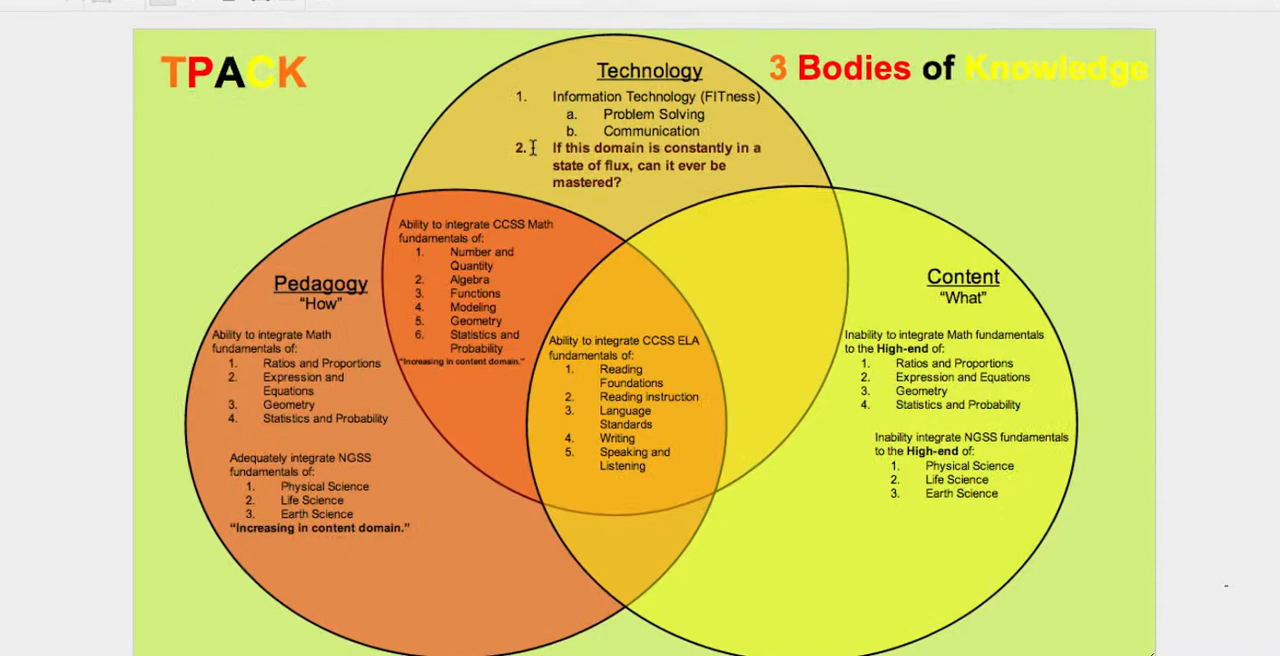 TPACK
3 Bodies of Knowledge
Technology
1. Information Technology (FITness)
a. Problem Solving
b. Communication
2. If this domain is constantly in a
state of flux, can it ever be
mastered?
Ability to integrate CCSS Math
fundamentals of:
1. Number and
Quantity
2. Algebra
3. Functions
4. Modeling
5. Geometry
6. Statistics and
Probability
"Increasing in content domain."
Pedagogy
"How"
Ability to integrate Math
fundamentals of:
1. Ratios and Proportions
2. Expression and
Equations
3. Geometry
4. Statistics and Probability
Adequately integrate NGSS
fundamentals of:
1. Physical Science
2. Life Science
3. Earth Science
"Increasing in content domain."
Ability to integrate CCSS ELA
fundamentals of:
1. Reading
Foundations
2. Reading instruction
3. Language
Standards
4. Writing
5. Speaking and
Listening
Content
"What"
Inability to integrate Math fundamentals
to the High-end of:
1. Ratios and Proportions
2. Expression and Equations
3. Geometry
4. Statistics and Probability
Inability integrate NGSS fundamentals
to the High-end of:
1. Physical Science
2. Life Science
3. Earth Science